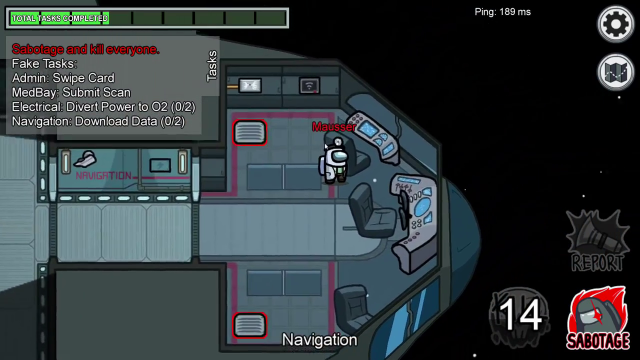 TOTAL TASKS COMPLETED
Ping: 189 ms
Sabotage and kill everyone.
Fake Tasks:
Admin: Swipe Card
MedBay: Submit Scan
Electrical: Divert Power to O2 (0/2)
Navigation: Download Data (0/2)
Tasks
Mausser
NAVIGATION
REPORT
14
SABOTAGE
Navigation